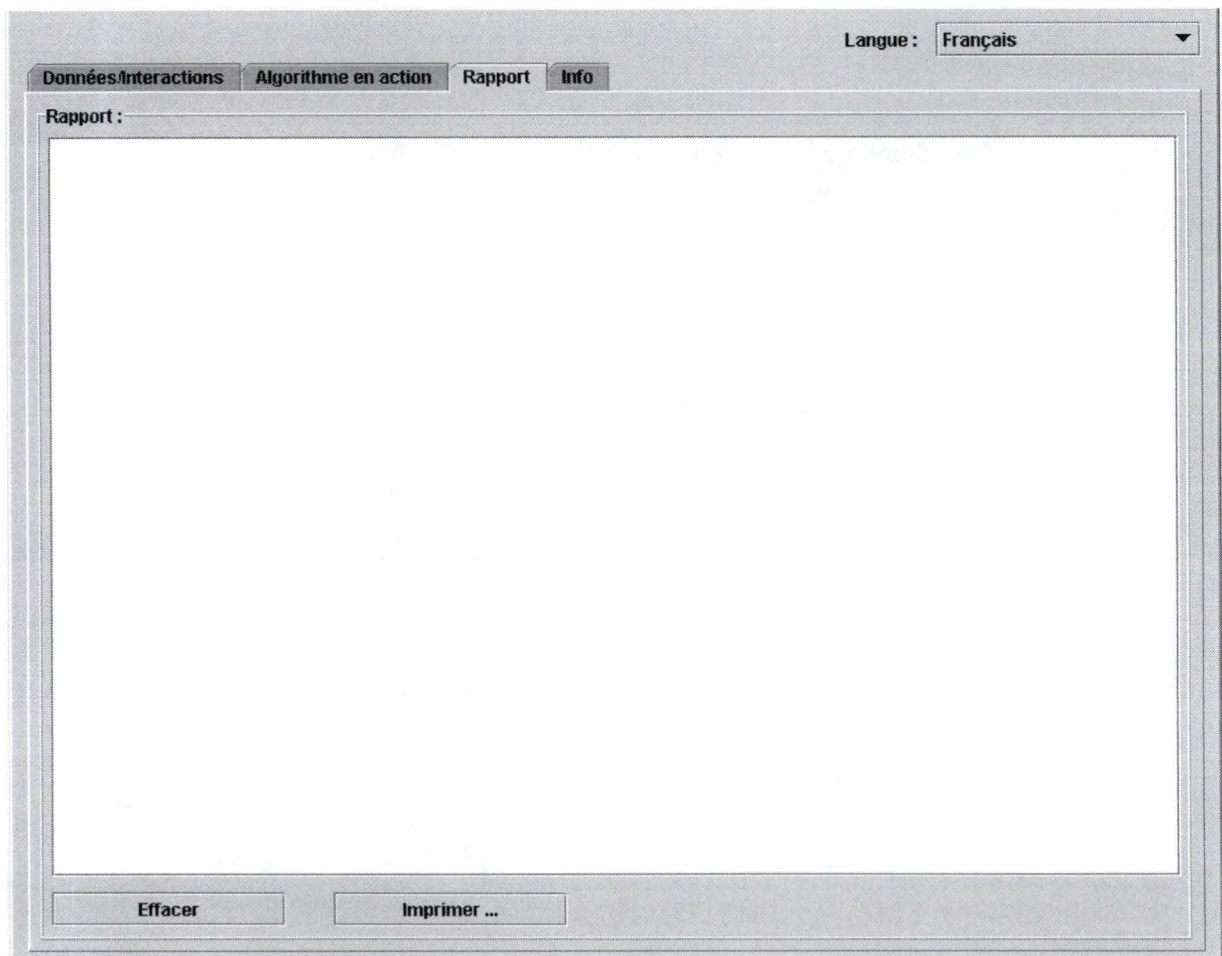 Langue : Français
Données/Interactions Algorithme en action Rapport Info
Rapport :
Effacer Imprimer ...